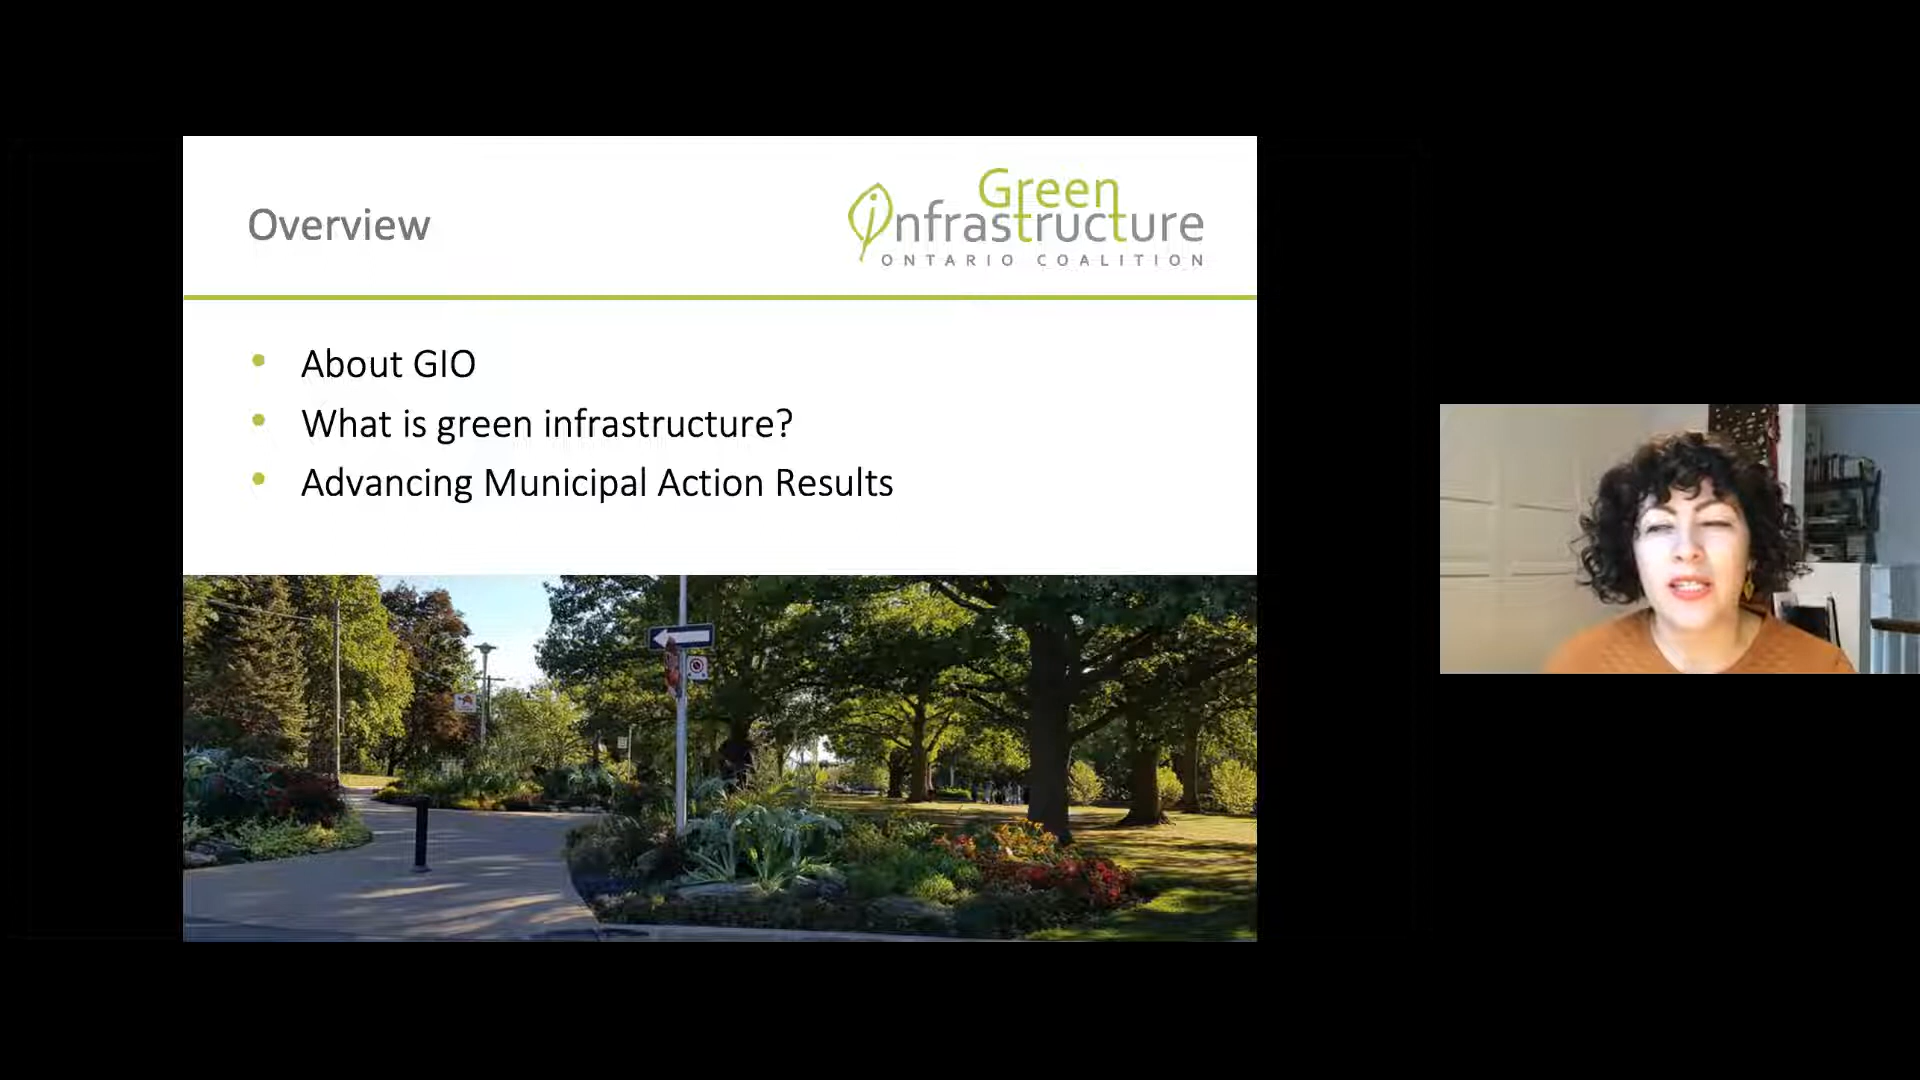 Overview
Green
infrastructure
ONTARIO COALITION
• About GIO
• What is green infrastructure?
• Advancing Municipal Action Results